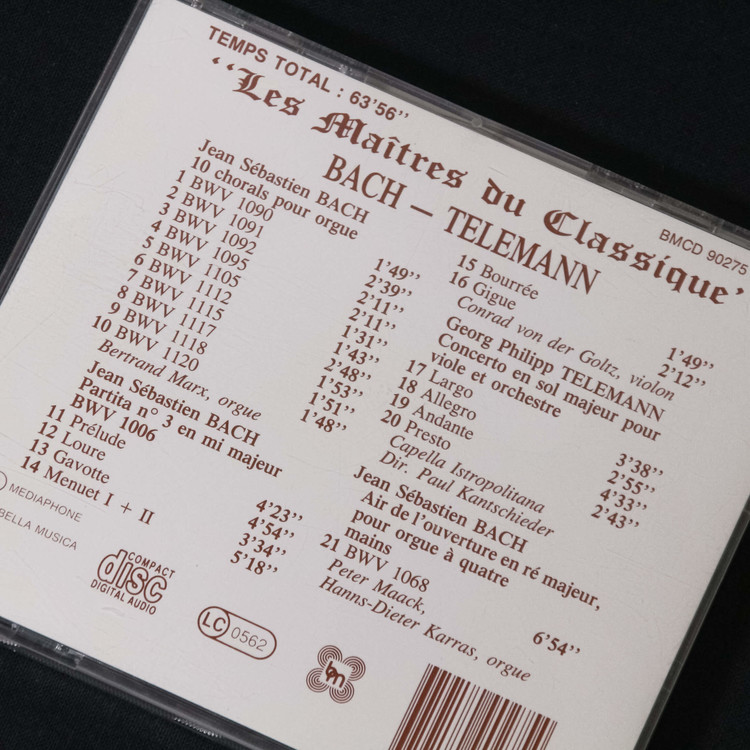 TEMPS TOTAL : 63'56"
"Les Maîtres du Classique"
BMCD 90275
BACH – TELEMANN
Jean Sébastien BACH
10 chorals pour orgue
1 BWV 1090 1'49"
2 BWV 1091 2'39"
3 BWV 1092 2'11"
4 BWV 1095 2'11"
5 BWV 1105 1'31"
6 BWV 1112 1'43"
7 BWV 1115 2'48"
8 BWV 1117 1'53"
9 BWV 1118 1'51"
10 BWV 1120 1'48"
Bertrand Marx, orgue
Jean Sébastien BACH
Partita n° 3 en mi majeur
BWV 1006
11 Prélude 4'23"
12 Loure 4'54"
13 Gavotte 3'34"
14 Menuet I + II 5'18"
15 Bourrée 1'49"
16 Gigue 2'12"
Conrad von der Goltz, violon
Georg Philipp TELEMANN
Concerto en sol majeur pour
viole et orchestre
17 Largo 3'38"
18 Allegro 2'55"
19 Andante 4'33"
20 Presto 2'43"
Capella Istropolitana
Dir. Paul Kantschieder
Jean Sébastien BACH
Air de l'ouverture en ré majeur,
pour orgue à quatre
mains
21 BWV 1068 6'54"
Peter Maack,
Hanns-Dieter Karras, orgue
MEDIAPHONE
BELLA MUSICA
COMPACT
disc
DIGITAL AUDIO
LC 0562
bm